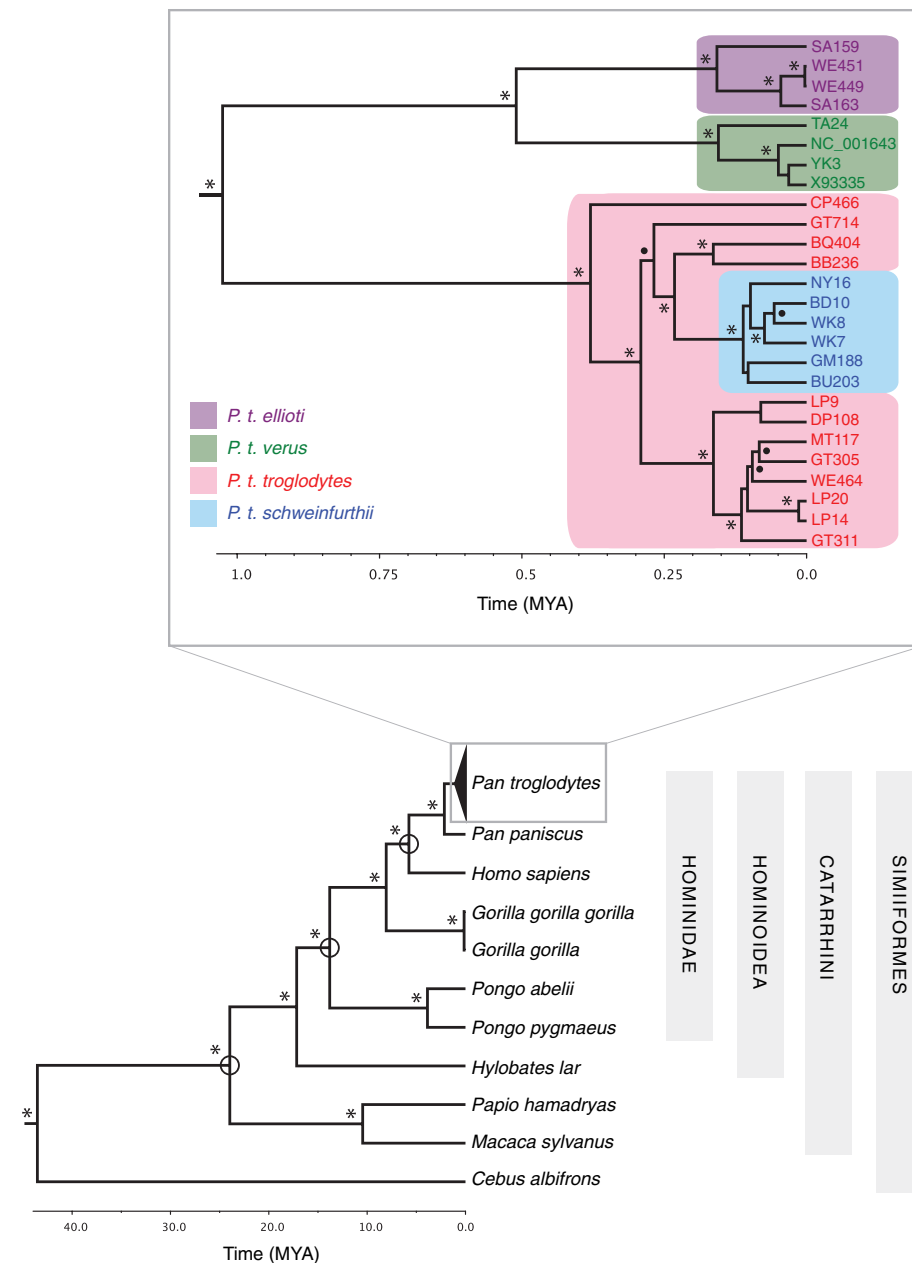 SA159
WE451
WE449
SA163
TA24
NC_001643
YK3
X93335
CP466
GT714
BQ404
BB236
NY16
BD10
WK8
WK7
GM188
BU203
LP9
DP108
MT117
GT305
WE464
LP20
LP14
GT311
P. t. ellioti
P. t. verus
P. t. troglodytes
P. t. schweinfurthii
1.0 0.75 0.5 0.25 0.0
Time (MYA)
Pan troglodytes
Pan paniscus
Homo sapiens
Gorilla gorilla gorilla
Gorilla gorilla
Pongo abelii
Pongo pygmaeus
Hylobates lar
Papio hamadryas
Macaca sylvanus
Cebus albifrons
HOMINIDAE
HOMINOIDEA
CATARRHINI
SIMIIFORMES
40.0 30.0 20.0 10.0 0.0
Time (MYA)